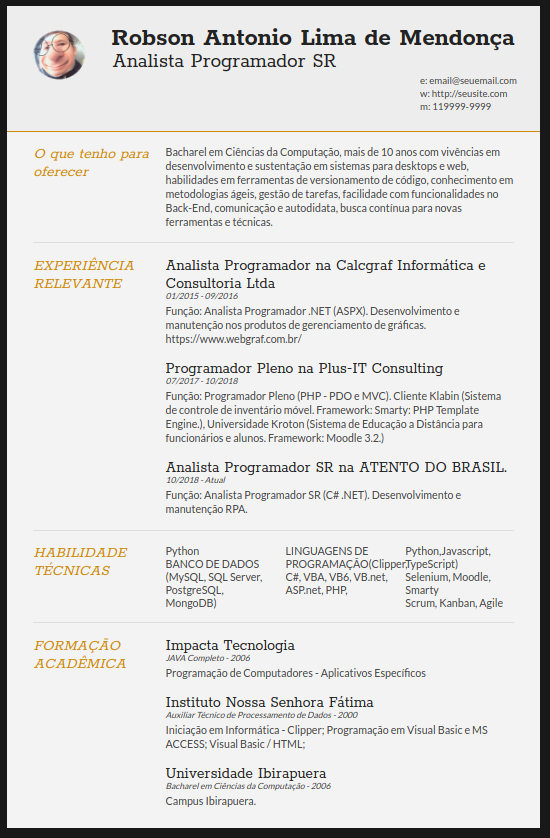 Robson Antonio Lima de Mendonça
Analista Programador SR
e: email@seuemail.com
w: http://seusite.com
m: 119999-9999
O que tenho para
oferecer
Bacharel em Ciências da Computação, mais de 10 anos com vivências em
desenvolvimento e sustentação em sistemas para desktops e web,
habilidades em ferramentas de versionamento de código, conhecimento em
metodologias ágeis, gestão de tarefas, facilidade com funcionalidades no
Back-End, comunicação e autodidata, busca contínua para novas
ferramentas e técnicas.
EXPERIÊNCIA
RELEVANTE
Analista Programador na Calcgraf Informática e
Consultoria Ltda
01/2015 - 09/2016
Função: Analista Programador .NET (ASPX). Desenvolvimento e
manutenção nos produtos de gerenciamento de gráficas.
https://www.webgraf.com.br/
Programador Pleno na Plus-IT Consulting
07/2017 - 10/2018
Função: Programador Pleno (PHP - PDO e MVC). Cliente Klabin (Sistema
de controle de inventário móvel. Framework: Smarty: PHP Template
Engine.), Universidade Kroton (Sistema de Educação a Distância para
funcionários e alunos. Framework: Moodle 3.2.)
Analista Programador SR na ATENTO DO BRASIL.
10/2018 - Atual
Função: Analista Programador SR (C# .NET). Desenvolvimento e
manutenção RPA.
HABILIDADE
TÉCNICAS
Python
BANCO DE DADOS
(MySQL, SQL Server,
PostgreSQL,
MongoDB)
LINGUAGENS DE
PROGRAMAÇÃO(Clipper,
C#, VBA, VB6, VB.net,
ASP.net, PHP,
Python,Javascript,
TypeScript)
Selenium, Moodle,
Smarty
Scrum, Kanban, Agile
FORMAÇÃO
ACADÊMICA
Impacta Tecnologia
JAVA Completo - 2006
Programação de Computadores - Aplicativos Específicos
Instituto Nossa Senhora Fátima
Auxiliar Técnico de Processamento de Dados - 2000
Iniciação em Informática - Clipper; Programação em Visual Basic e MS
ACCESS; Visual Basic / HTML;
Universidade Ibirapuera
Bacharel em Ciências da Computação - 2006
Campus Ibirapuera.